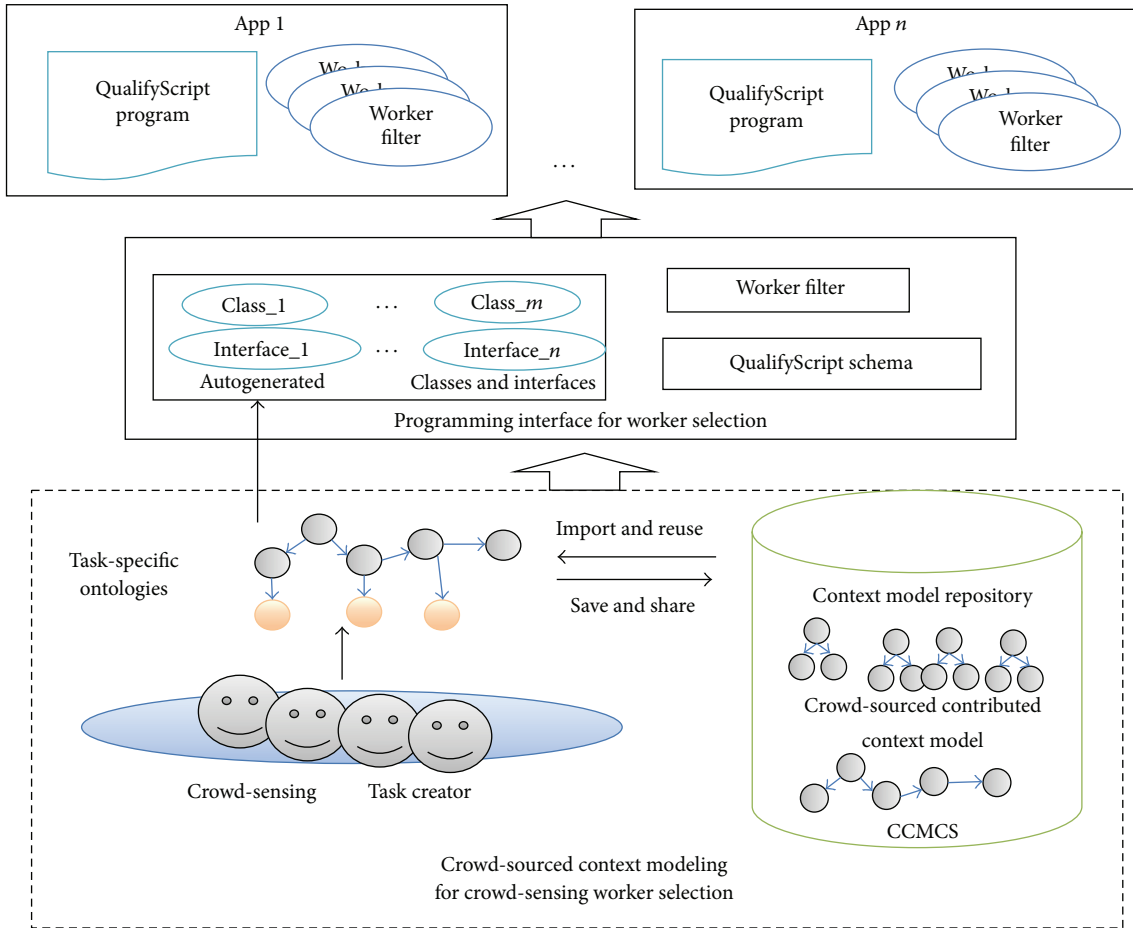 App 1
QualifyScript
program
Worker
filter
...
App n
QualifyScript
program
Worker
filter
Class_1
...
Class_m
Interface_1
...
Interface_n
Autogenerated
Classes and interfaces
Worker filter
QualifyScript schema
Programming interface for worker selection
Task-specific
ontologies
Import and reuse
Save and share
Context model repository
Crowd-sourced contributed
context model
CCMCS
Crowd-sensing
Task creator
Crowd-sourced context modeling
for crowd-sensing worker selection